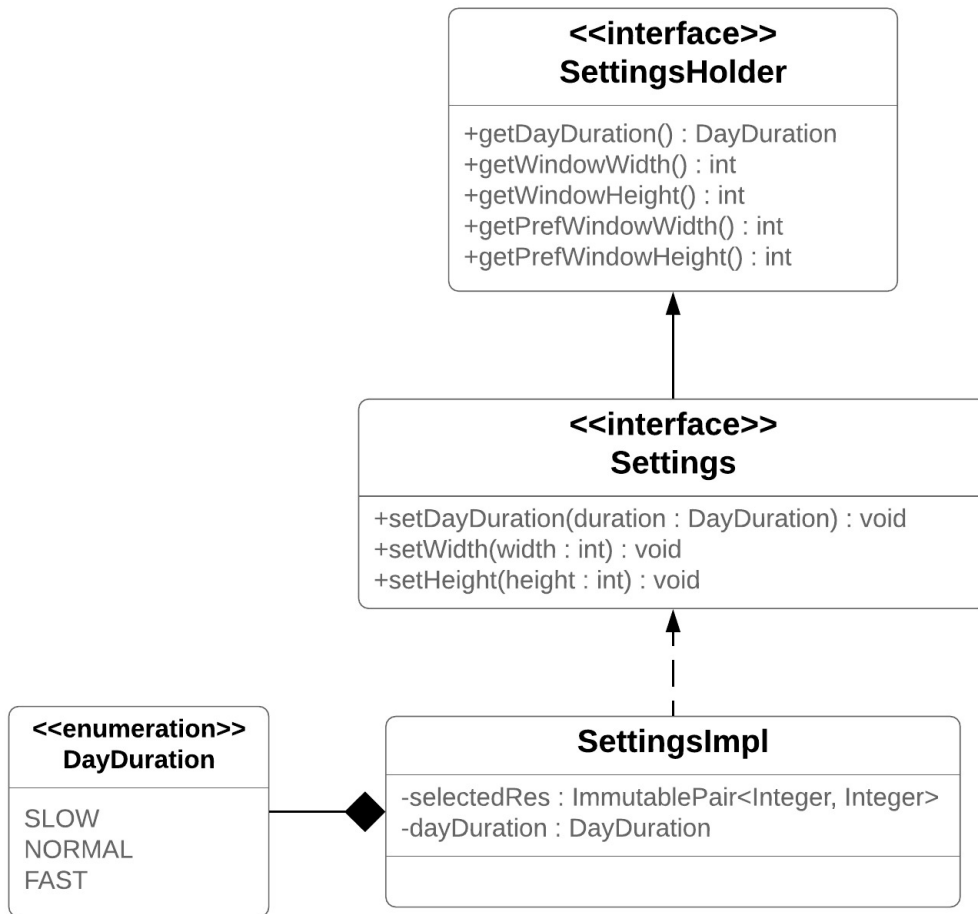 <<interface>>
SettingsHolder
+getDayDuration() : DayDuration
+getWindowWidth() : int
+getWindowHeight() : int
+getPrefWindowWidth() : int
+getPrefWindowHeight() : int
<<interface>>
Settings
+setDayDuration(duration : DayDuration) : void
+setWidth(width : int) : void
+setHeight(height : int) : void
<<enumeration>>
DayDuration
SLOW
NORMAL
FAST
SettingsImpl
-selectedRes : ImmutablePair<Integer, Integer>
-dayDuration : DayDuration